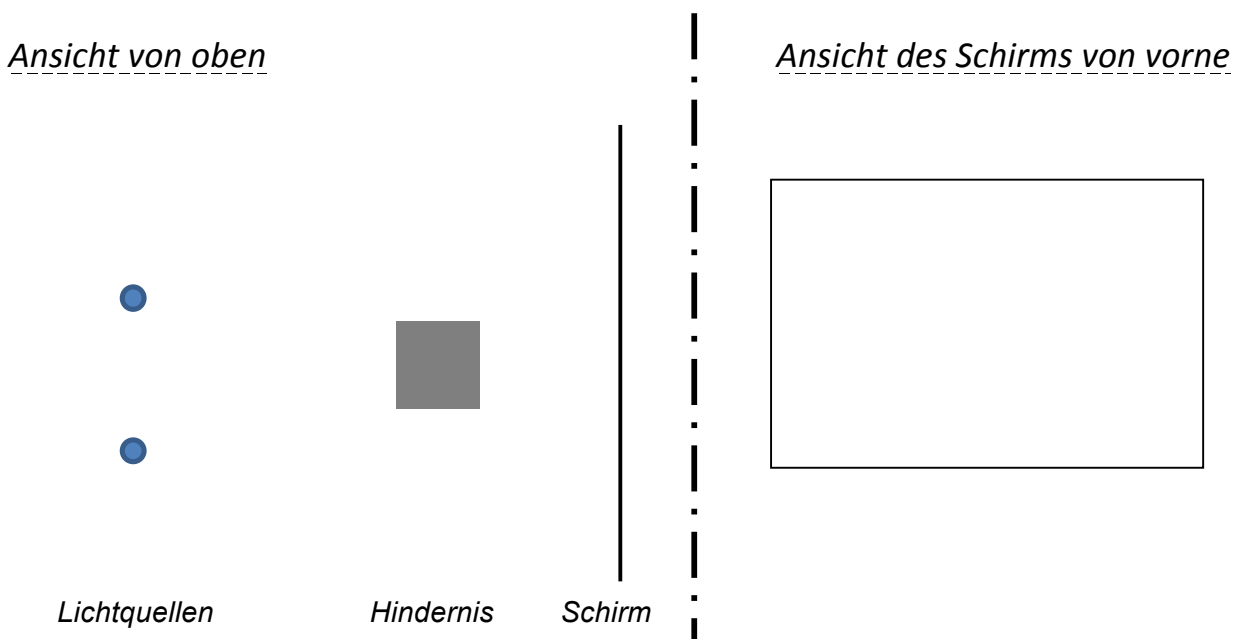 Ansicht von oben
Ansicht des Schirms von vorne
Lichtquellen
Hindernis
Schirm